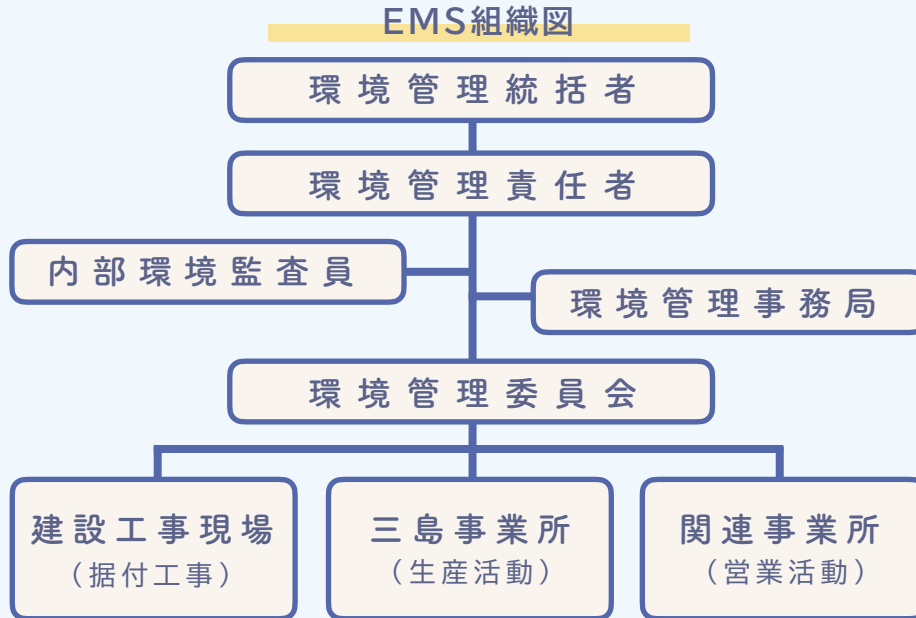 EMS組織図
環境管理統括者
環境管理責任者
内部環境監査員
環境管理事務局
環境管理委員会
建設工事現場
（据付工事）
三島事業所
（生産活動）
関連事業所
（営業活動）